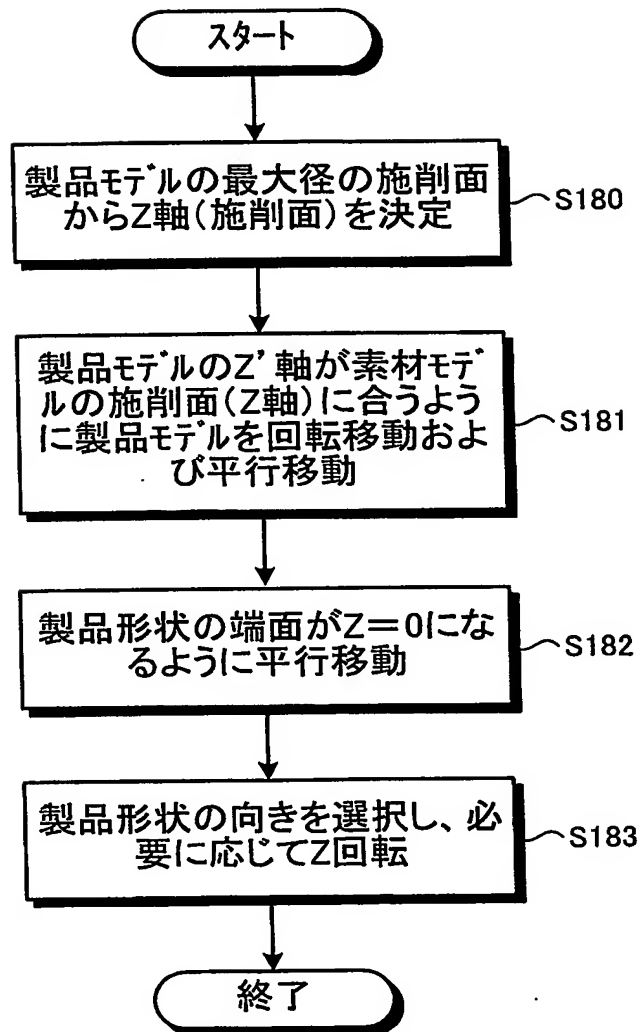 スタート
製品モデルの最大径の施削面
からZ軸(施削面)を決定
S180
製品モデルのZ'軸が素材モデ
ルの施削面(Z軸)に合うよう
に製品モデルを回転移動およ
び平行移動
S181
製品形状の端面がZ=0にな
るように平行移動
S182
製品形状の向きを選択し、必
要に応じてZ回転
S183
終了